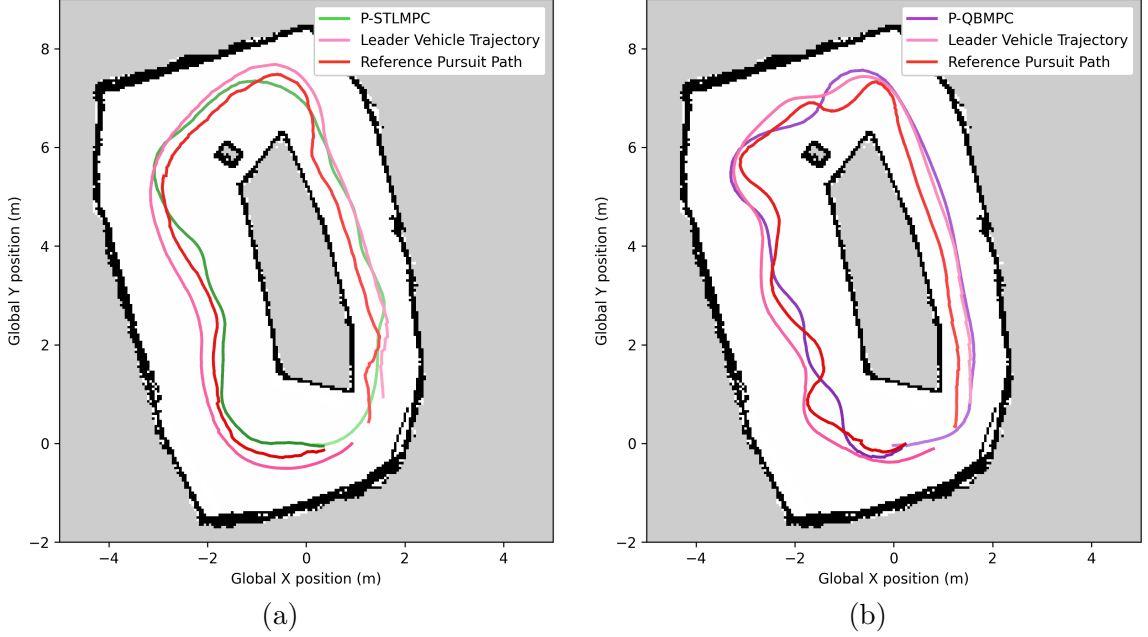 P-STLMPC
Leader Vehicle Trajectory
Reference Pursuit Path
8
6
4
2
0
−2
Global Y position (m)
−4
−2
0
2
4
Global X position (m)
(a)
P-QBMPC
Leader Vehicle Trajectory
Reference Pursuit Path
8
6
4
2
0
−2
Global Y position (m)
−4
−2
0
2
4
Global X position (m)
(b)